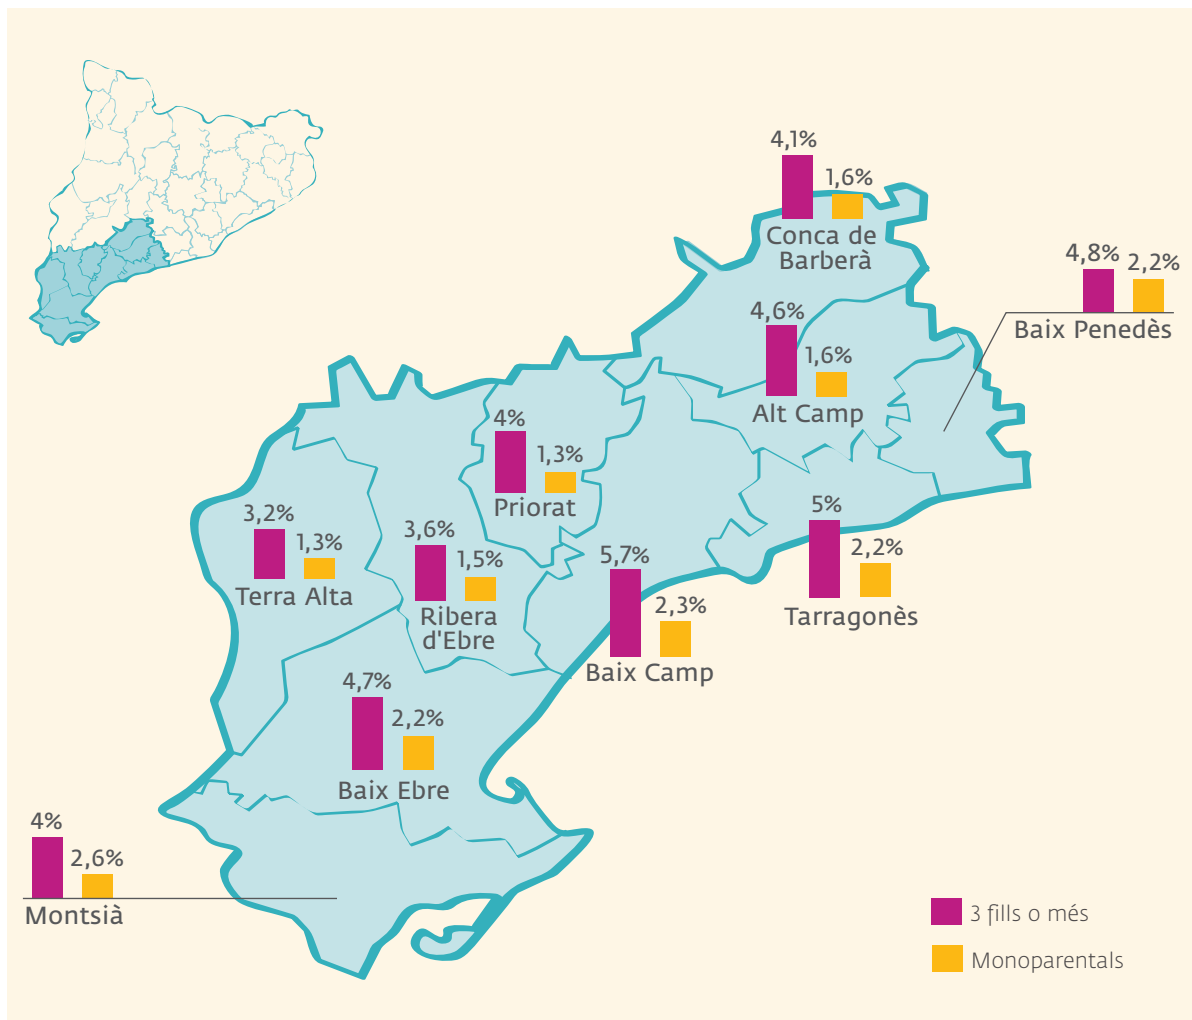 4,1%
1,6%
Conca de
Barberà
4,8%
2,2%
Baix Penedès
4,6%
1,6%
Alt Camp
4%
1,3%
Priorat
5%
2,2%
Tarragonès
3,2%
1,3%
Terra Alta
3,6%
1,5%
Ribera
d'Ebre
5,7%
2,3%
Baix Camp
4,7%
2,2%
Baix Ebre
4%
2,6%
Montsià
3 fills o més
Monoparentals